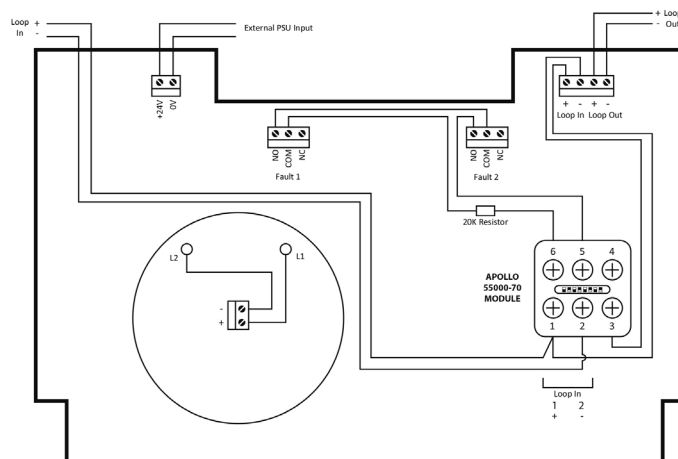 Loop +
In -
External PSU Input
+ Loop
- Out
+24V
0V
+ - + -
Loop In Loop Out
NO
COM
NC
Fault 1
NO
COM
NC
Fault 2
20K Resistor
L2
L1
-
+
6 5 4
APOLLO
55000-70
MODULE
1 2 3
Loop In
1 2
+ -